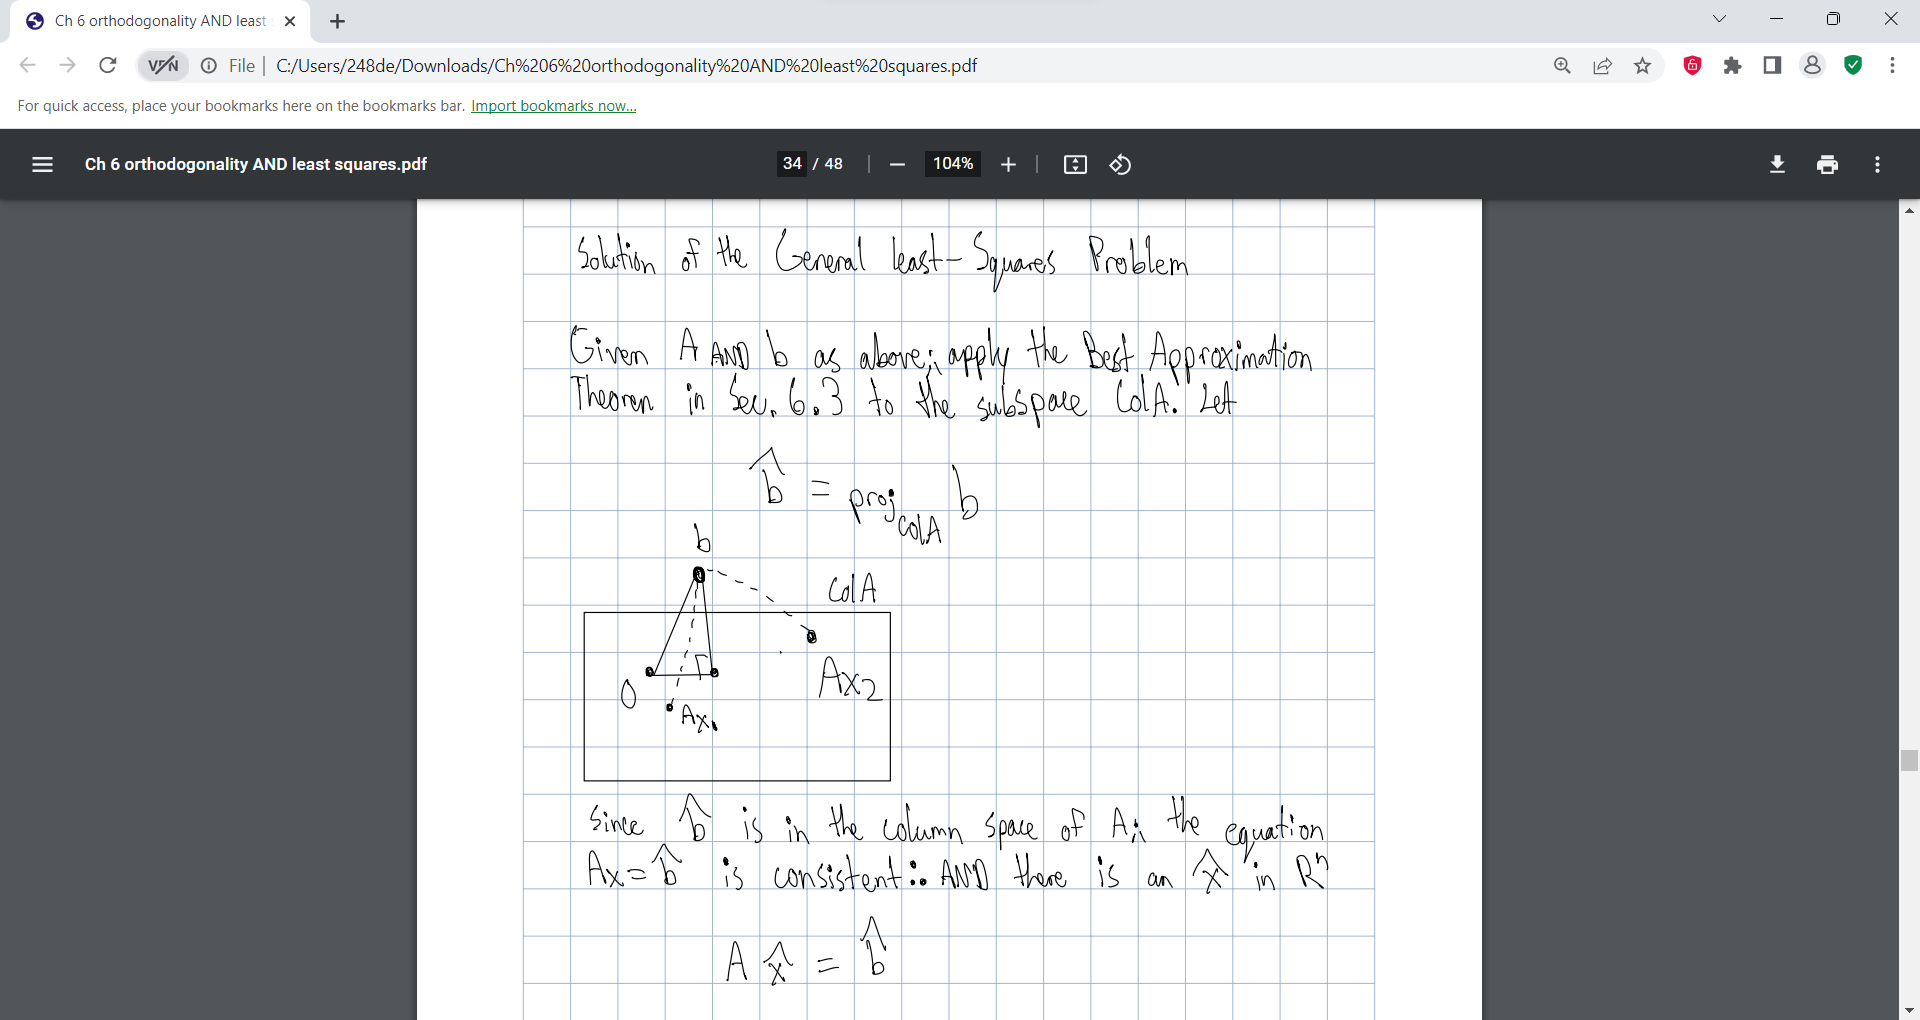 Ch 6 orthodogonality AND least
VPN File C:/Users/248de/Downloads/Ch%206%20orthodogonality%20AND%20least%20squares.pdf
For quick access, place your bookmarks here on the bookmarks bar. Import bookmarks now...
Ch 6 orthodogonality AND least squares.pdf
34 / 48
104%
Solution of the General least-Squares Problem
Given A AND b as above; apply the Best Approximation
Theorem in Sec. 6.3 to the subspace ColA. Let
b̂ = proj_ColA b
b
ColA
0
Ax₂
Ax₁
Since b̂ is in the column space of A; the equation
Ax = b̂ is consistent; AND there is an x̂ in Rⁿ
A x̂ = b̂